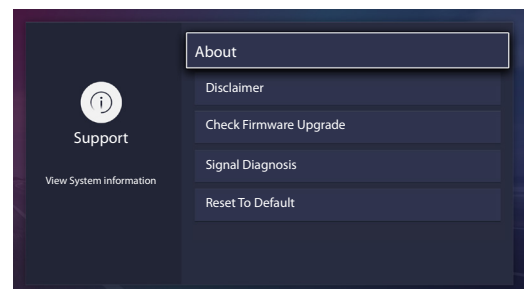 About
Disclaimer
Check Firmware Upgrade
Signal Diagnosis
Reset To Default
Support
View System information